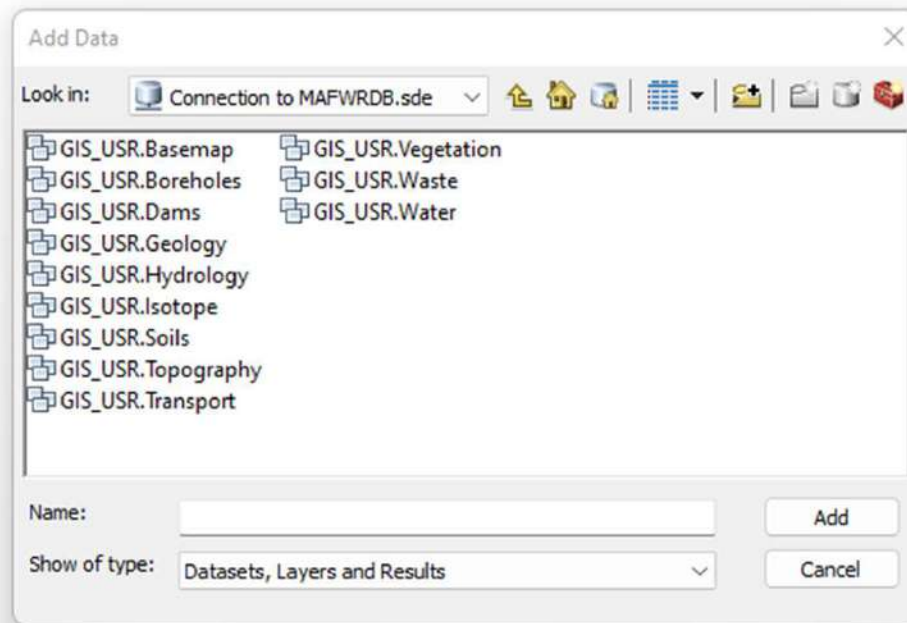 Add Data
Look in: Connection to MAFWRDB.sde
GIS_USR.Basemap
GIS_USR.Boreholes
GIS_USR.Dams
GIS_USR.Geology
GIS_USR.Hydrology
GIS_USR.Isotope
GIS_USR.Soils
GIS_USR.Topography
GIS_USR.Transport
GIS_USR.Vegetation
GIS_USR.Waste
GIS_USR.Water
Name:
Add
Show of type: Datasets, Layers and Results
Cancel